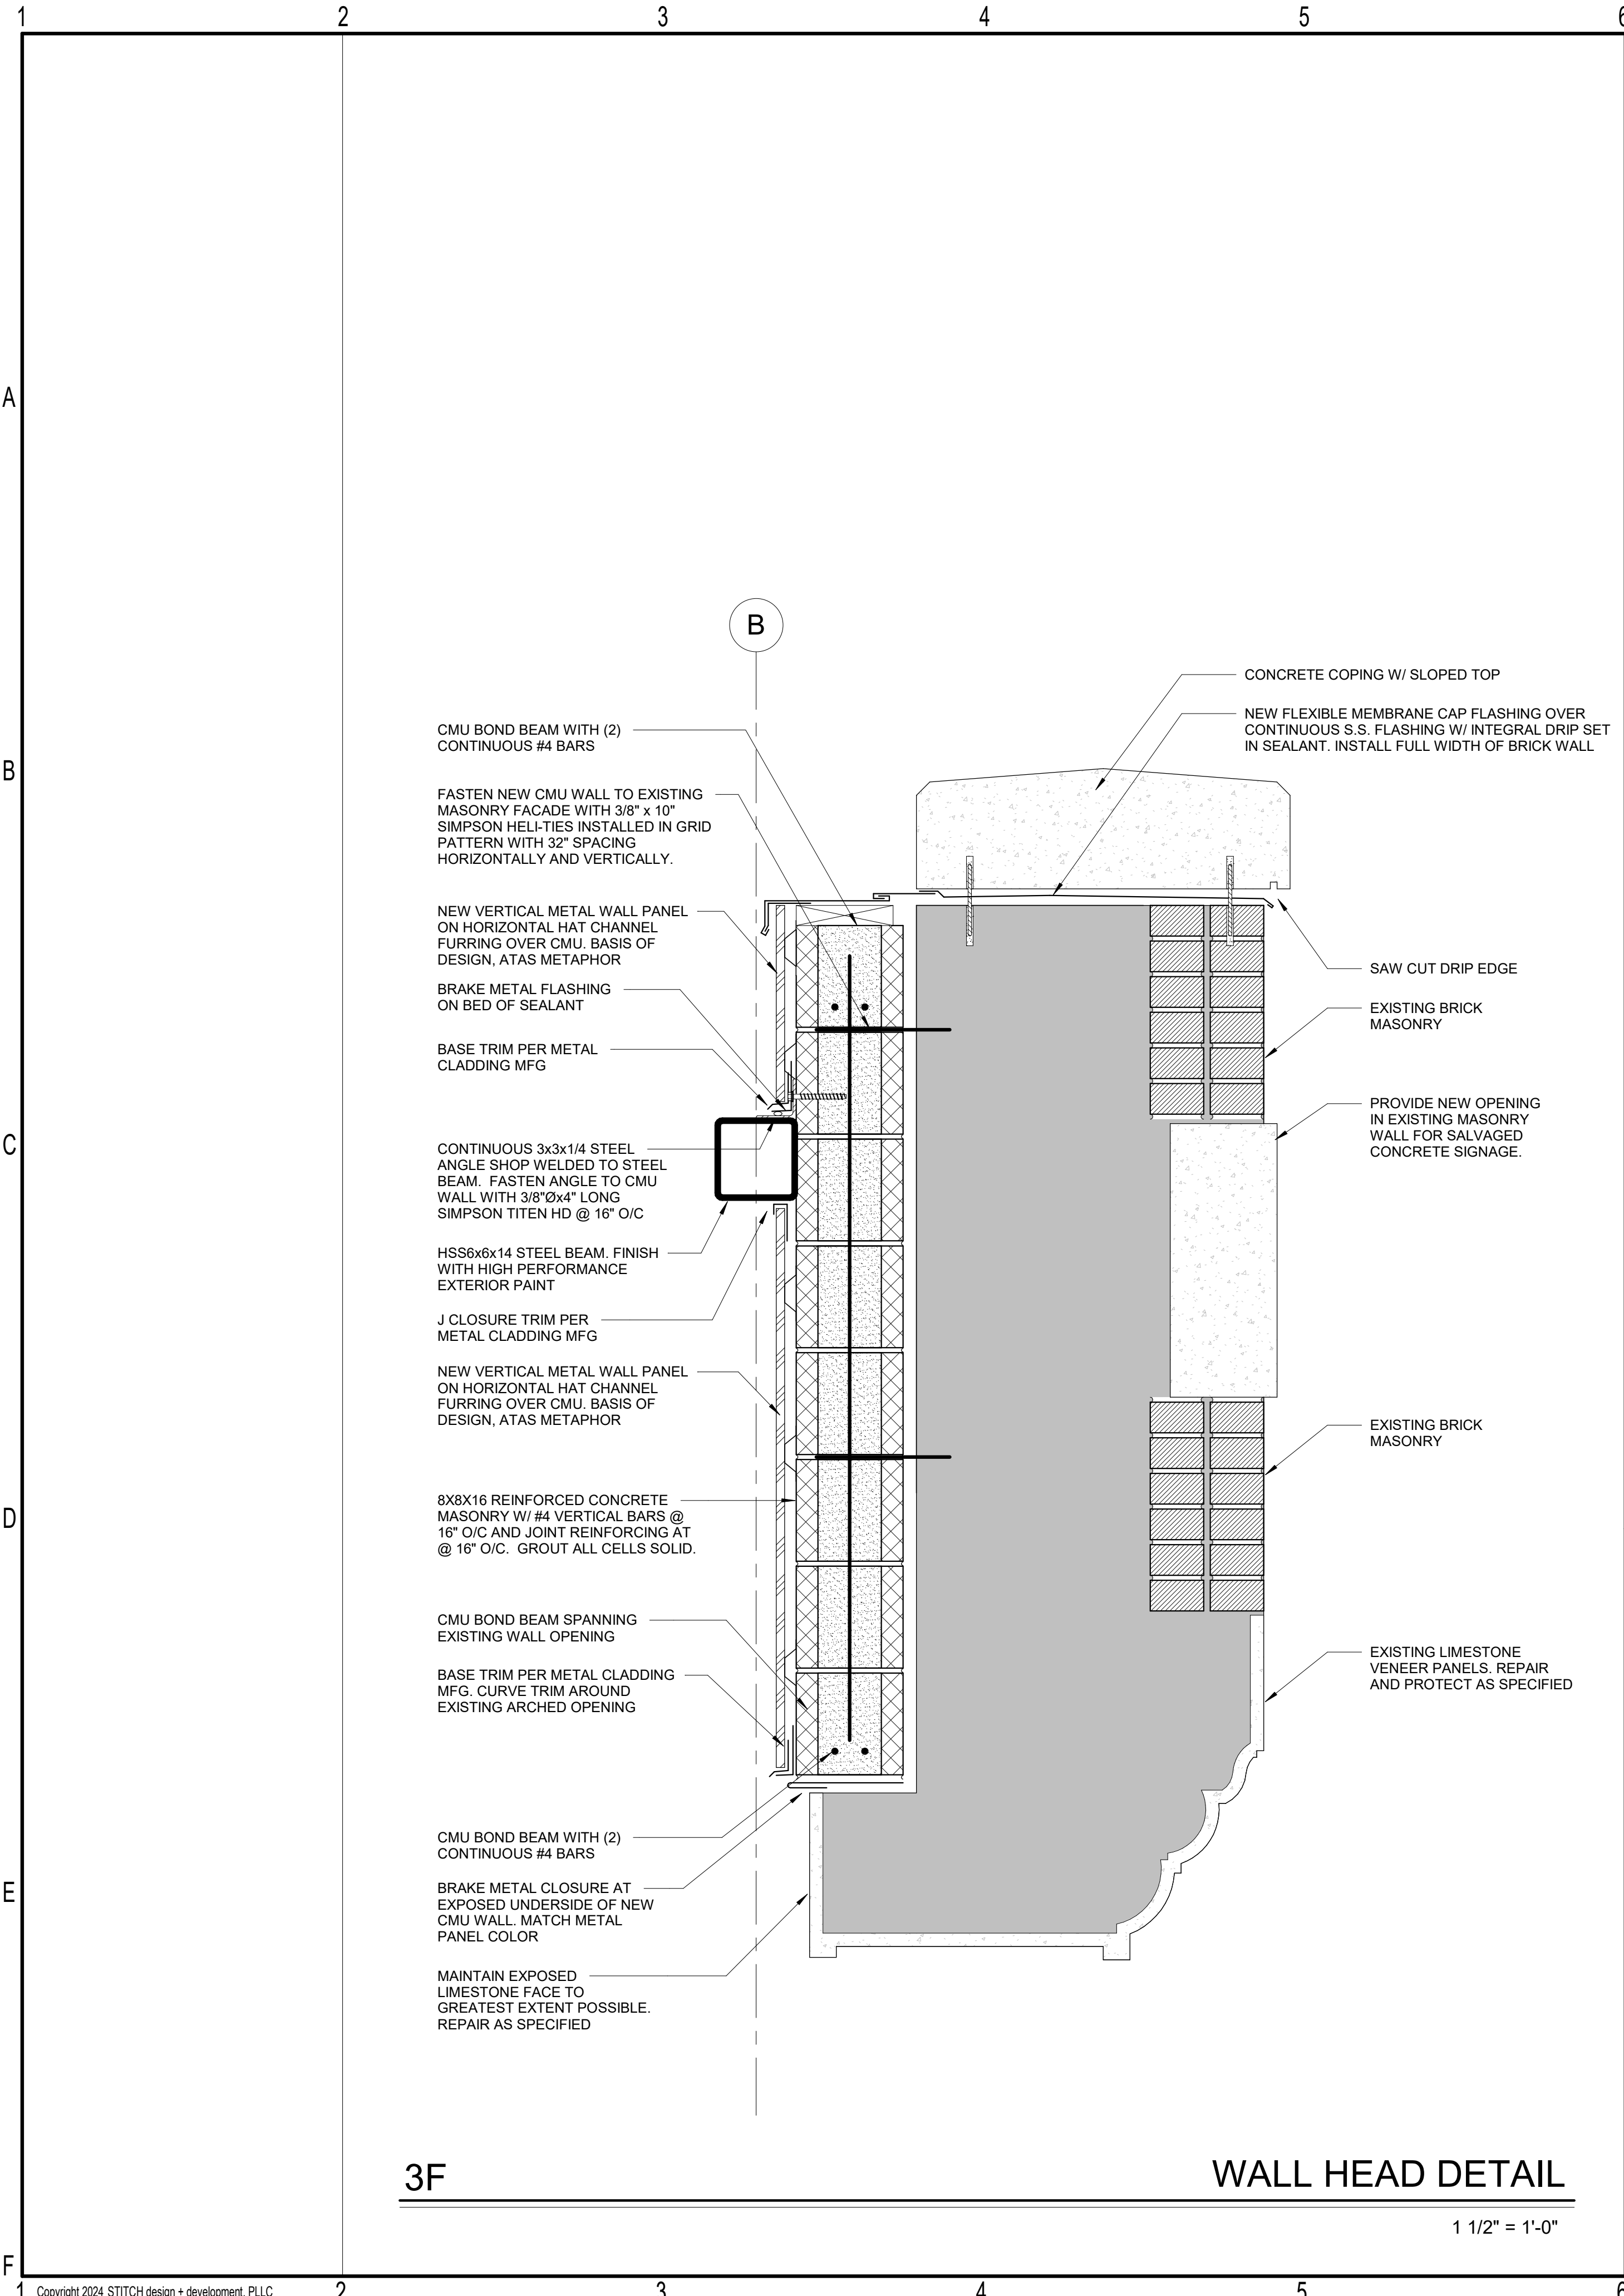 1 2 3 4 5 6
A
B
C
D
E
F
B
CMU BOND BEAM WITH (2)
CONTINUOUS #4 BARS
FASTEN NEW CMU WALL TO EXISTING
MASONRY FACADE WITH 3/8" x 10"
SIMPSON HELI-TIES INSTALLED IN GRID
PATTERN WITH 32" SPACING
HORIZONTALLY AND VERTICALLY.
NEW VERTICAL METAL WALL PANEL
ON HORIZONTAL HAT CHANNEL
FURRING OVER CMU. BASIS OF
DESIGN, ATAS METAPHOR
BRAKE METAL FLASHING
ON BED OF SEALANT
BASE TRIM PER METAL
CLADDING MFG
CONTINUOUS 3x3x1/4 STEEL
ANGLE SHOP WELDED TO STEEL
BEAM. FASTEN ANGLE TO CMU
WALL WITH 3/8"Øx4" LONG
SIMPSON TITEN HD @ 16" O/C
HSS6x6x14 STEEL BEAM. FINISH
WITH HIGH PERFORMANCE
EXTERIOR PAINT
J CLOSURE TRIM PER
METAL CLADDING MFG
NEW VERTICAL METAL WALL PANEL
ON HORIZONTAL HAT CHANNEL
FURRING OVER CMU. BASIS OF
DESIGN, ATAS METAPHOR
8X8X16 REINFORCED CONCRETE
MASONRY W/ #4 VERTICAL BARS @
16" O/C AND JOINT REINFORCING AT
@ 16" O/C. GROUT ALL CELLS SOLID.
CMU BOND BEAM SPANNING
EXISTING WALL OPENING
BASE TRIM PER METAL CLADDING
MFG. CURVE TRIM AROUND
EXISTING ARCHED OPENING
CMU BOND BEAM WITH (2)
CONTINUOUS #4 BARS
BRAKE METAL CLOSURE AT
EXPOSED UNDERSIDE OF NEW
CMU WALL. MATCH METAL
PANEL COLOR
MAINTAIN EXPOSED
LIMESTONE FACE TO
GREATEST EXTENT POSSIBLE.
REPAIR AS SPECIFIED
CONCRETE COPING W/ SLOPED TOP
NEW FLEXIBLE MEMBRANE CAP FLASHING OVER
CONTINUOUS S.S. FLASHING W/ INTEGRAL DRIP SET
IN SEALANT. INSTALL FULL WIDTH OF BRICK WALL
SAW CUT DRIP EDGE
EXISTING BRICK
MASONRY
PROVIDE NEW OPENING
IN EXISTING MASONRY
WALL FOR SALVAGED
CONCRETE SIGNAGE.
EXISTING BRICK
MASONRY
EXISTING LIMESTONE
VENEER PANELS. REPAIR
AND PROTECT AS SPECIFIED
3F WALL HEAD DETAIL
1 1/2" = 1'-0"
1 Copyright 2024 STITCH design + development, PLLC 2 3 4 5 6